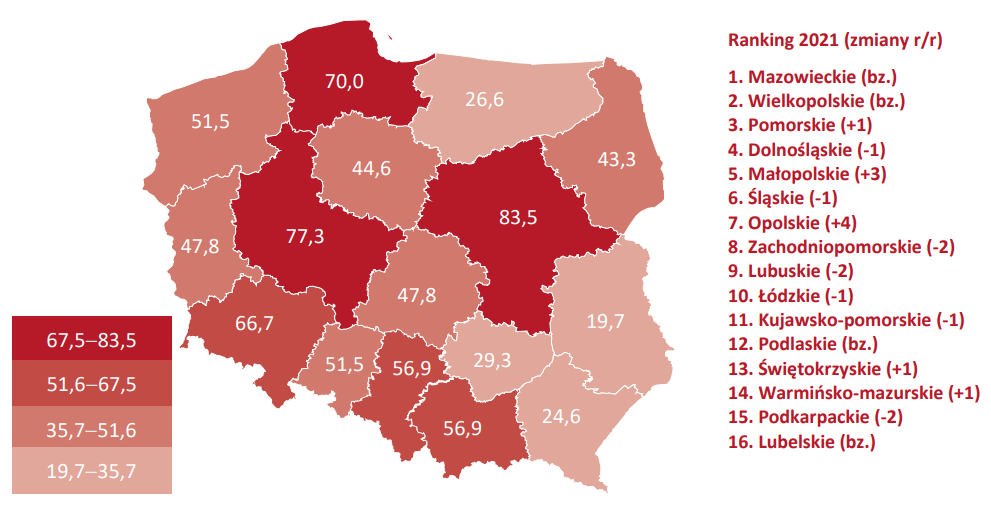 Ranking 2021 (zmiany r/r)
1. Mazowieckie (bz.)
2. Wielkopolskie (bz.)
3. Pomorskie (+1)
4. Dolnośląskie (-1)
5. Małopolskie (+3)
6. Śląskie (-1)
7. Opolskie (+4)
8. Zachodniopomorskie (-2)
9. Lubuskie (-2)
10. Łódzkie (-1)
11. Kujawsko-pomorskie (-1)
12. Podlaskie (bz.)
13. Świętokrzyskie (+1)
14. Warmińsko-mazurskie (+1)
15. Podkarpackie (-2)
16. Lubelskie (bz.)
70,0
26,6
51,5
43,3
44,6
83,5
77,3
47,8
47,8
66,7
19,7
29,3
51,5
56,9
24,6
56,9
67,5–83,5
51,6–67,5
35,7–51,6
19,7–35,7